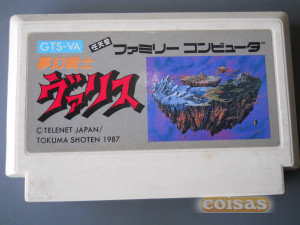 GTS-VA
任天堂
ファミリー コンピュータ
夢幻戦士
ヴァリス
©TELENET JAPAN/
TOKUMA SHOTEN 1987
coisas